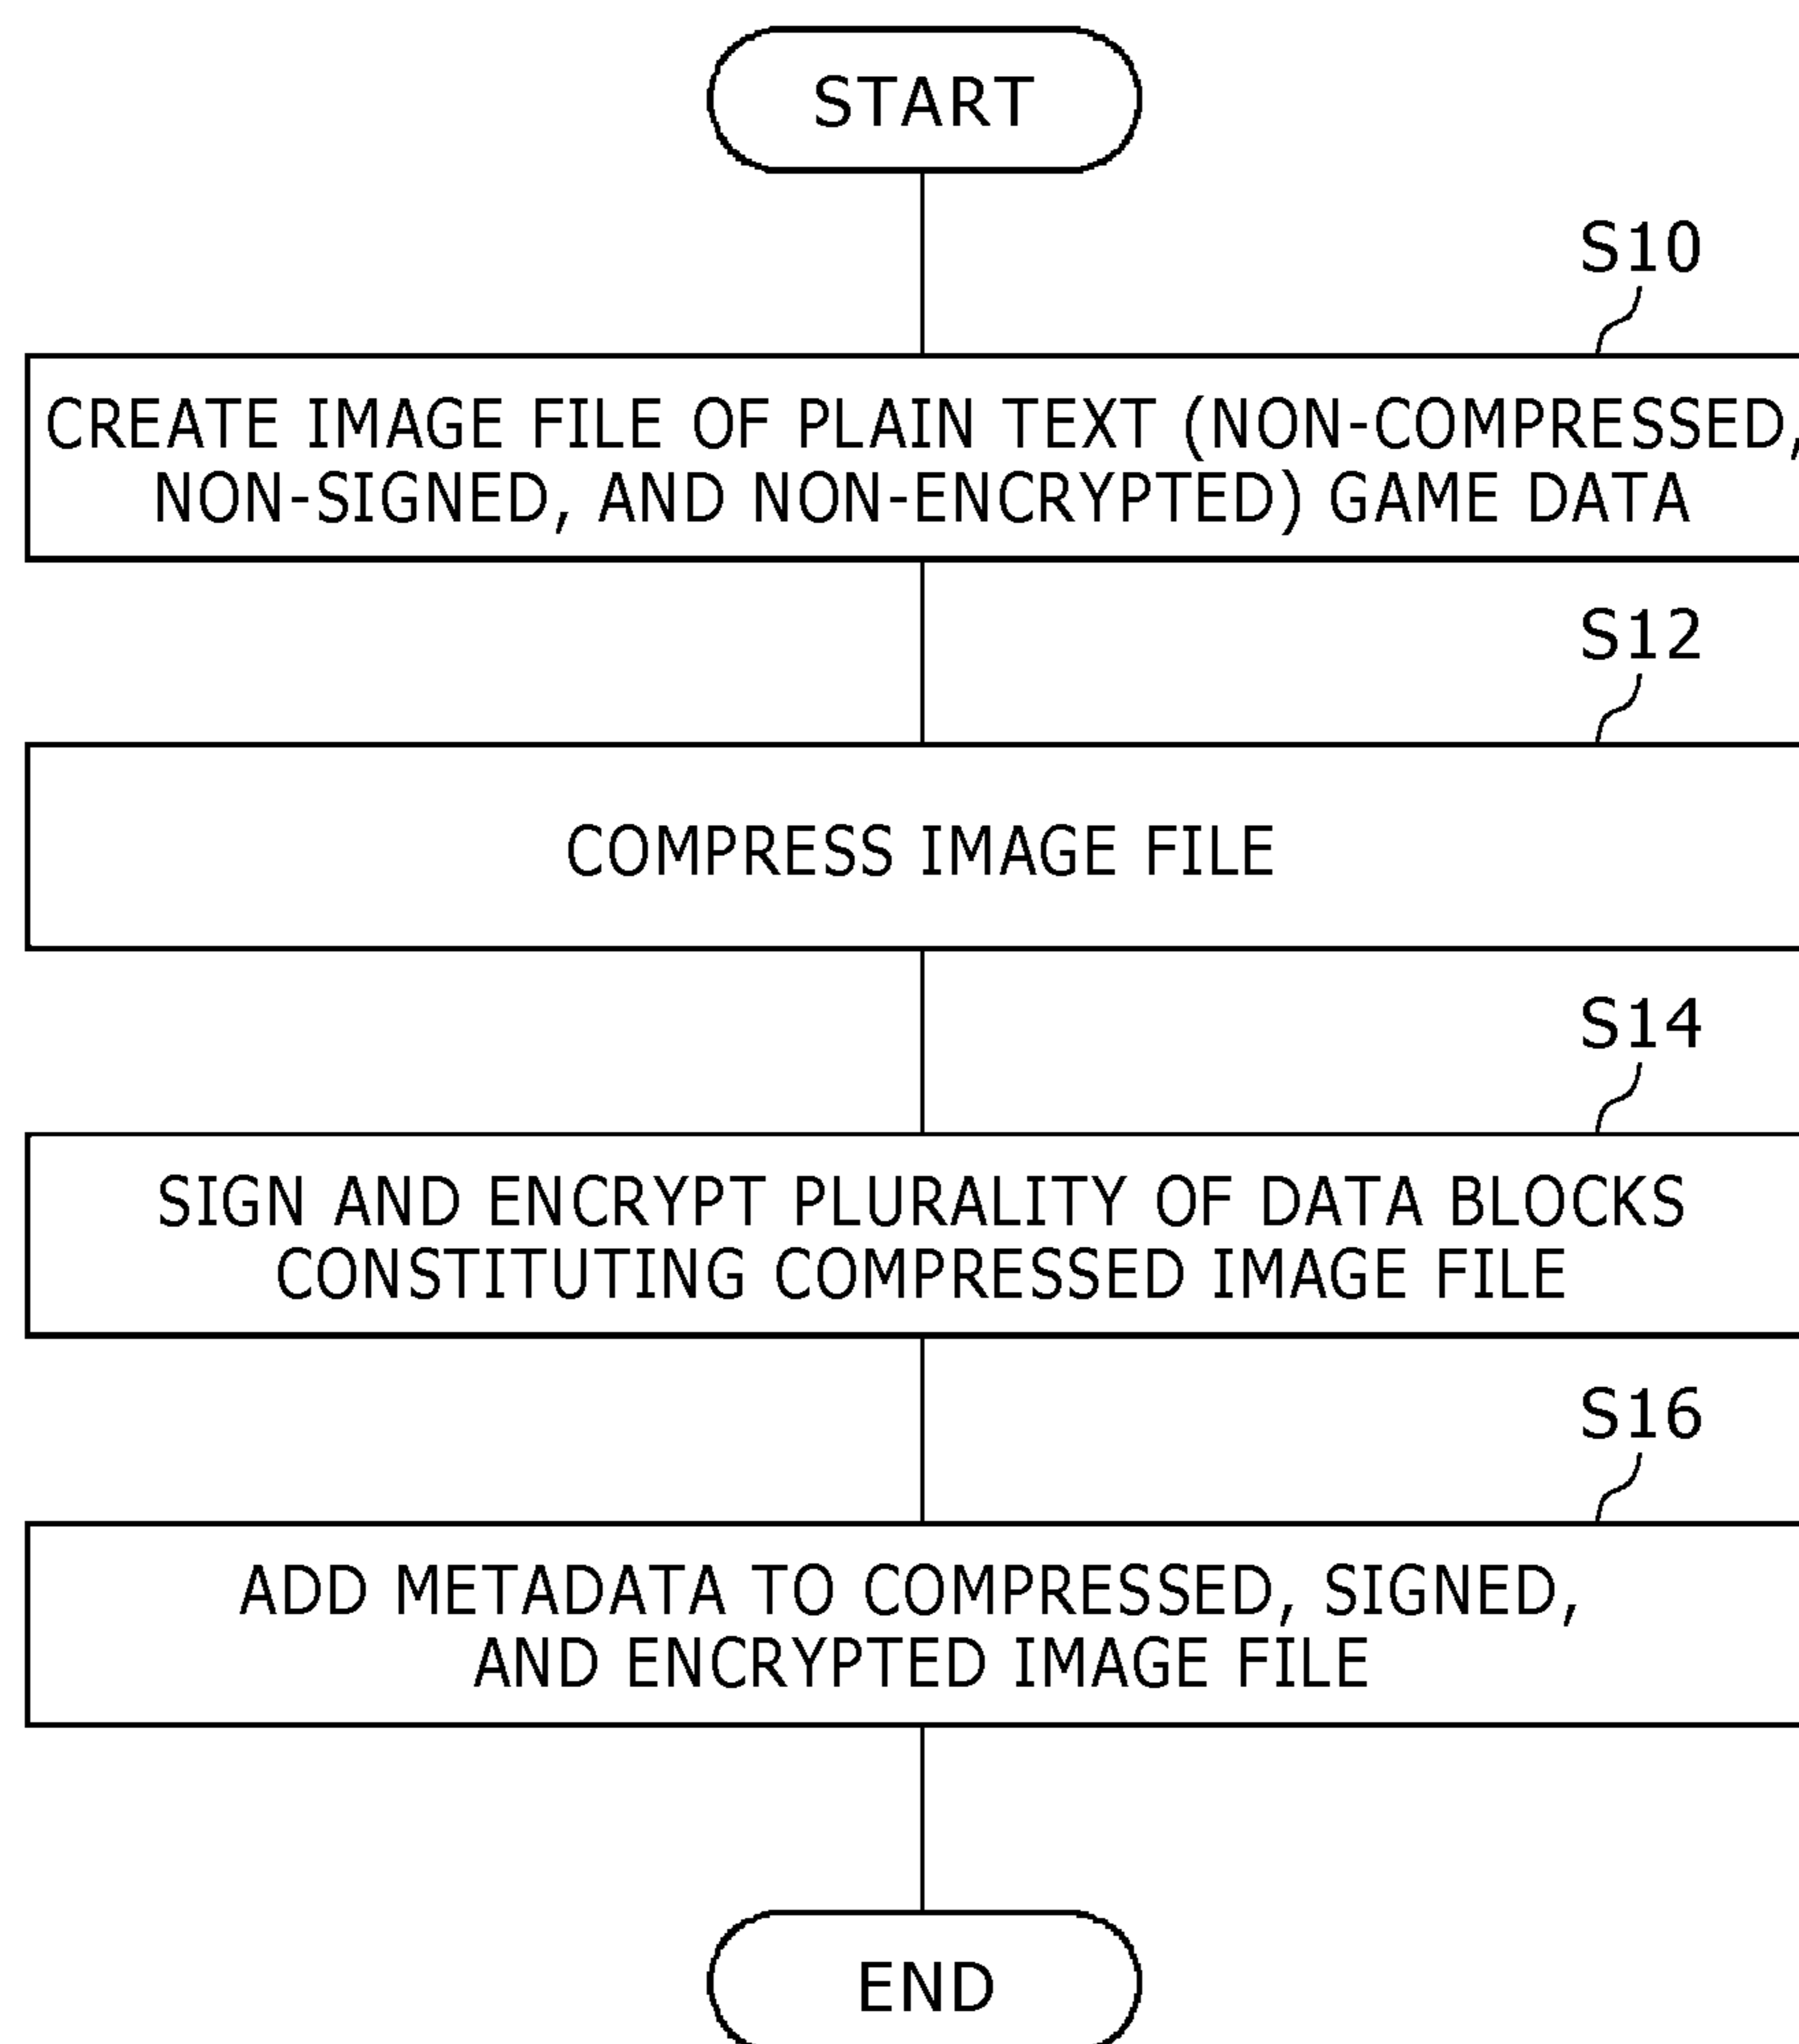 START
S10
CREATE IMAGE FILE OF PLAIN TEXT (NON-COMPRESSED,
NON-SIGNED, AND NON-ENCRYPTED) GAME DATA
S12
COMPRESS IMAGE FILE
S14
SIGN AND ENCRYPT PLURALITY OF DATA BLOCKS
CONSTITUTING COMPRESSED IMAGE FILE
S16
ADD METADATA TO COMPRESSED, SIGNED,
AND ENCRYPTED IMAGE FILE
END